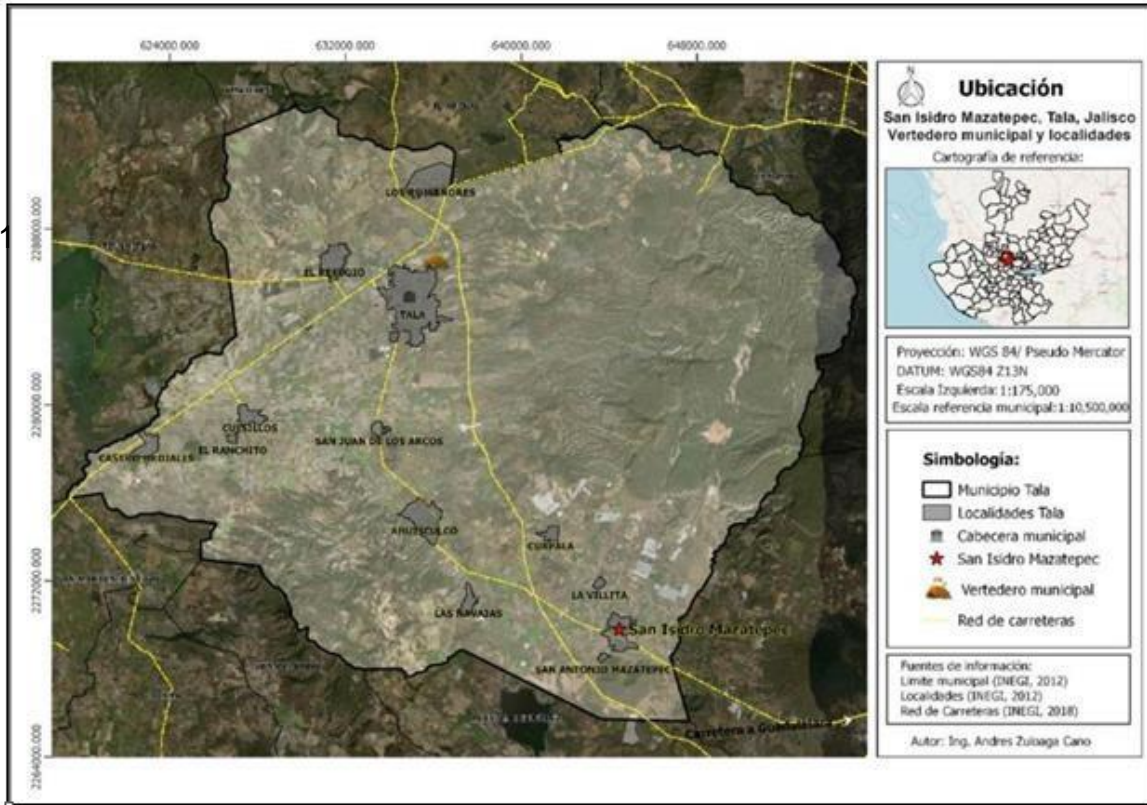 624000.000 632000.000 640000.000 648000.000
2288000.000
2280000.000
2272000.000
2264000.000
LOS RUISEÑORES
EL REFUGIO
TALA
CUISILLOS
EL RANCHITO
SAN JUAN DE LOS ARCOS
CASTRO URDIALES
AHUISCULCO
CUXPALA
LAS NAVAJAS
LA VILLITA
San Isidro Mazatepec
SAN ANTONIO MAZATEPEC
Carretera a Guadalajara
N
Ubicación
San Isidro Mazatepec, Tala, Jalisco
Vertedero municipal y localidades
Cartografía de referencia:
Proyección: WGS 84/ Pseudo Mercator
DATUM: WGS84 Z13N
Escala Izquierda: 1:175,000
Escala referencia municipal: 1:10,500,000
Simbología:
Municipio Tala
Localidades Tala
Cabecera municipal
San Isidro Mazatepec
Vertedero municipal
Red de carreteras
Fuentes de información:
Limite municipal (INEGI, 2012)
Localidades (INEGI, 2012)
Red de Carreteras (INEGI, 2018)
Autor: Ing. Andres Zuloaga Cano